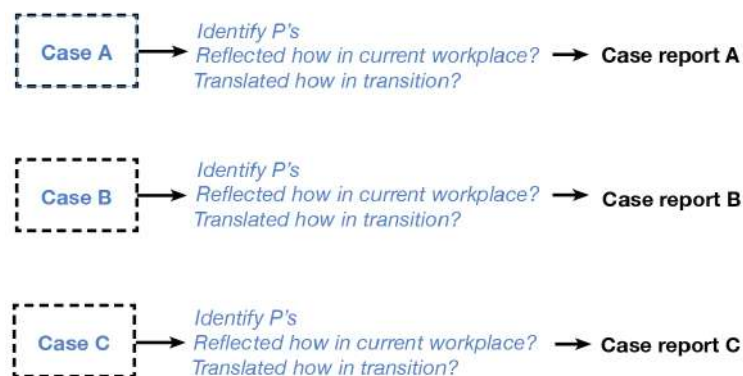 Case A
Identify P's
Reflected how in current workplace?
Translated how in transition?
Case report A
Case B
Identify P's
Reflected how in current workplace?
Translated how in transition?
Case report B
Case C
Identify P's
Reflected how in current workplace?
Translated how in transition?
Case report C